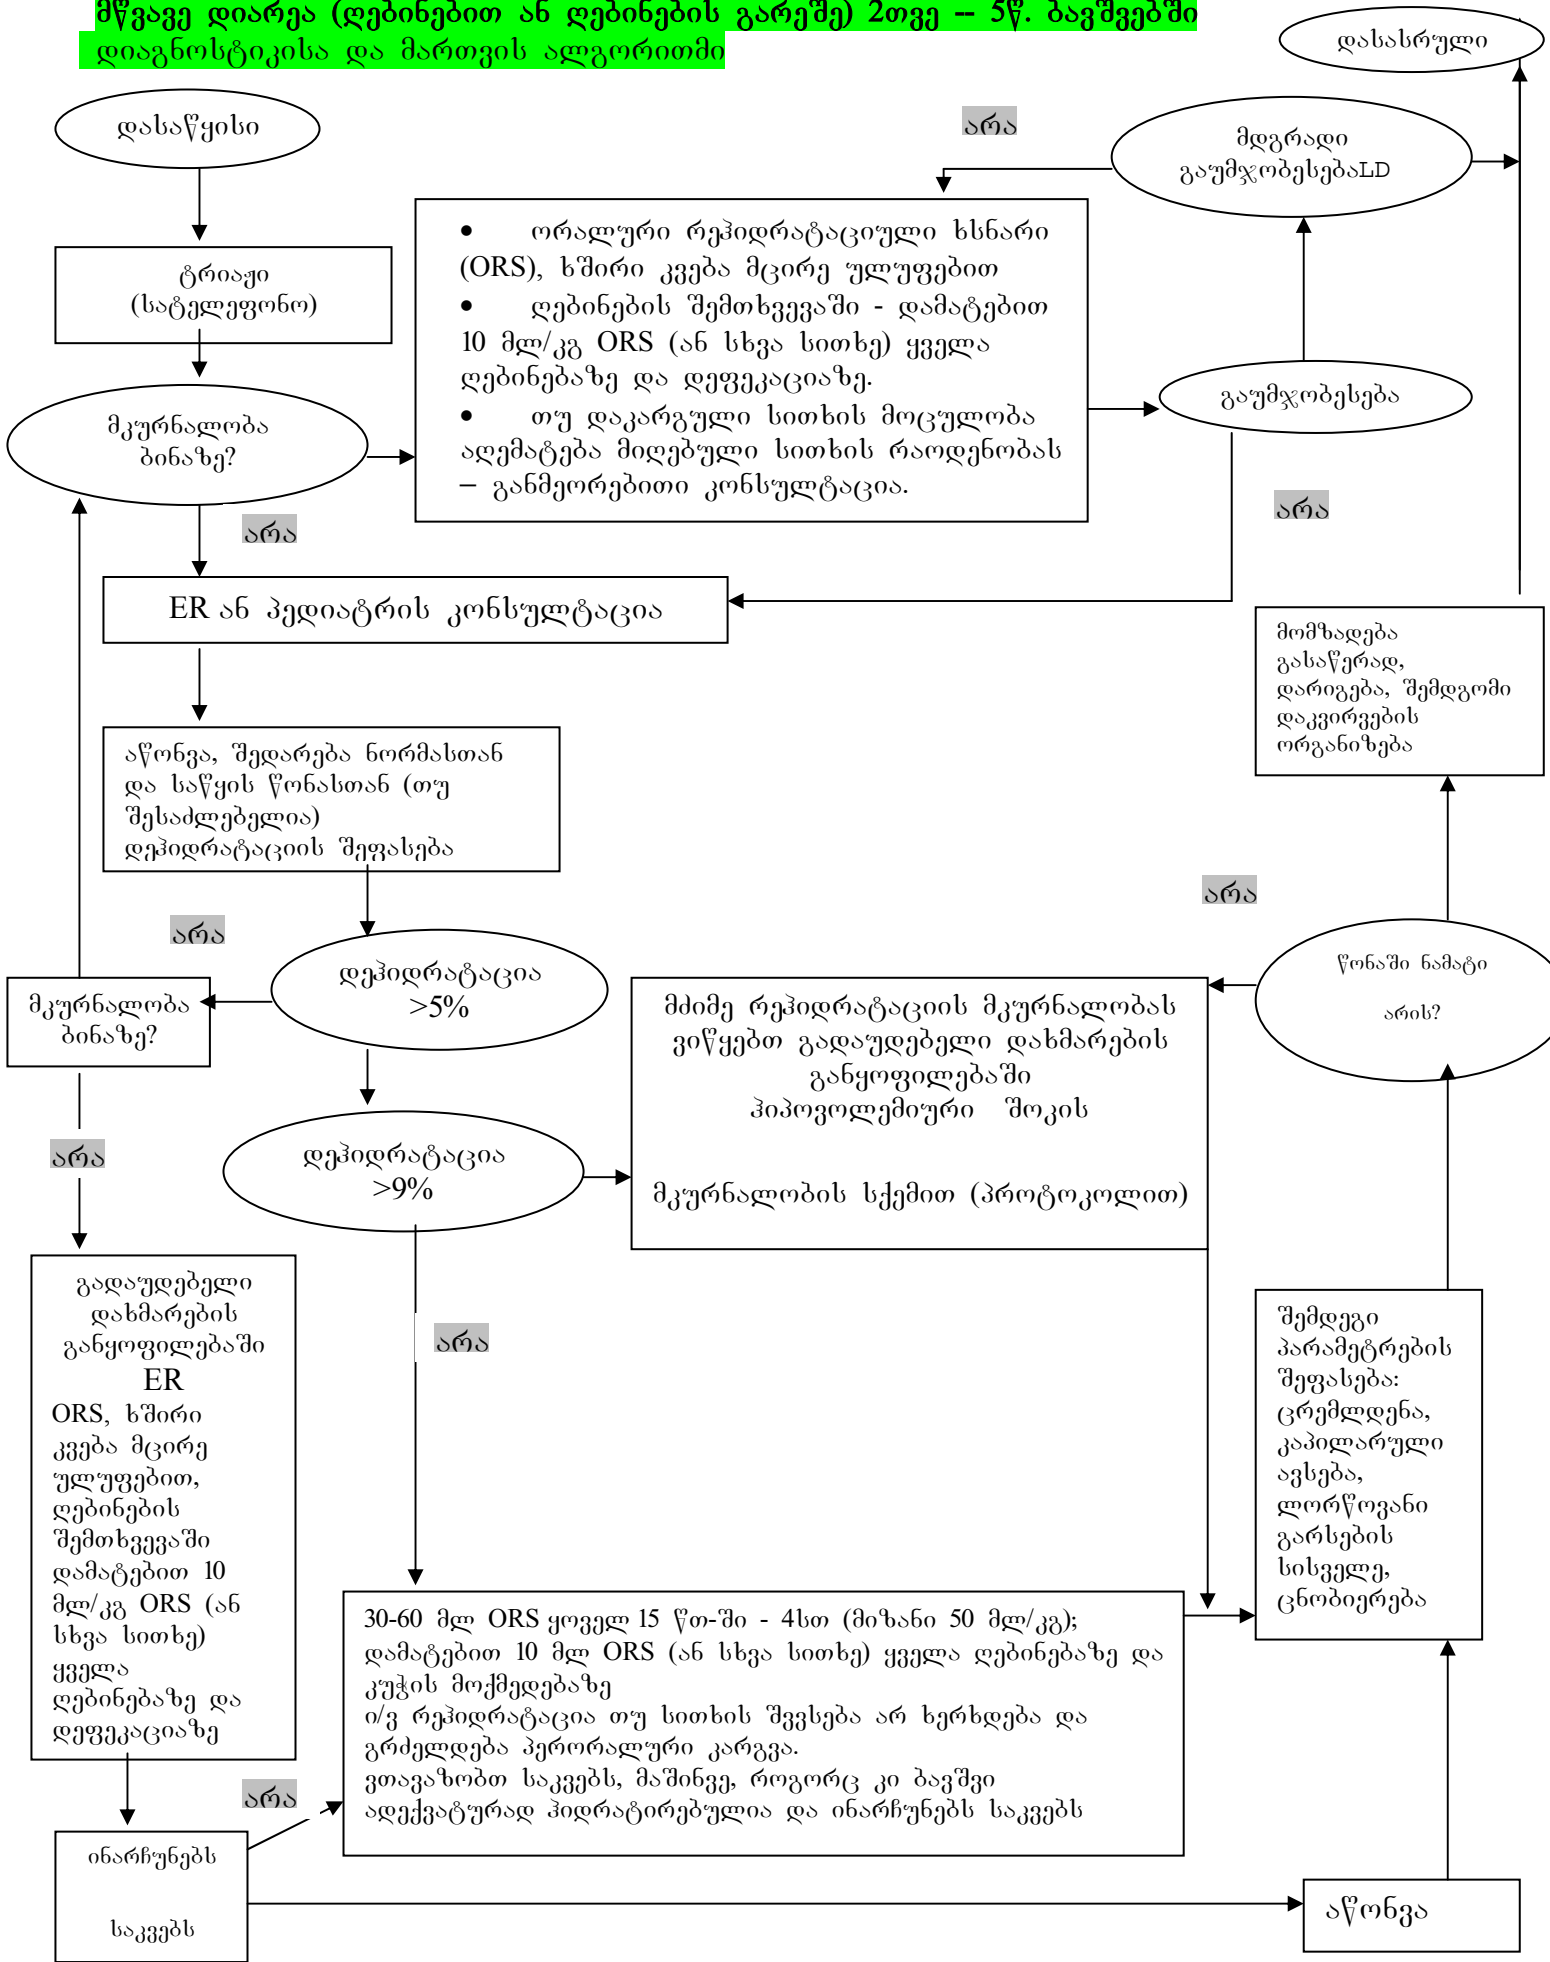 მწვავე დიარეა (ღებინებით ან ღებინების გარეშე) 2თვე -- 5წ. ბავშვებში
დიაგნოსტიკისა და მართვის ალგორითმი
დასასრული
დასაწყისი
არა
მდგრადი
გაუმჯობესებაLD
ტრიაჟი
(სატელეფონო)
• ორალური რეჰიდრატაციული ხსნარი
(ORS), ხშირი კვება მცირე ულუფებით
• ღებინების შემთხვევაში - დამატებით
10 მლ/კგ ORS (ან სხვა სითხე) ყველა
ღებინებაზე და დეფეკაციაზე.
• თუ დაკარგული სითხის მოცულობა
აღემატება მიღებული სითხის რაოდენობას
– განმეორებითი კონსულტაცია.
გაუმჯობესება
მკურნალობა
ბინაზე?
არა
არა
ER ან პედიატრის კონსულტაცია
მომზადება
გასაწერად,
დარიგება, შემდგომი
დაკვირვების
ორგანიზება
აწონვა, შედარება ნორმასთან
და საწყის წონასთან (თუ
შესაძლებელია)
დეჰიდრატაციის შეფასება
არა
არა
დეჰიდრატაცია
>5%
წონაში ნამატი
არის?
მკურნალობა
ბინაზე?
მძიმე რეჰიდრატაციის მკურნალობას
ვიწყებთ გადაუდებელი დახმარების
განყოფილებაში
ჰიპოვოლემიური შოკის
მკურნალობის სქემით (პროტოკოლით)
არა
დეჰიდრატაცია
>9%
გადაუდებელი
დახმარების
განყოფილებაში
ER
ORS, ხშირი
კვება მცირე
ულუფებით,
ღებინების
შემთხვევაში
დამატებით 10
მლ/კგ ORS (ან
სხვა სითხე)
ყველა
ღებინებაზე და
დეფეკაციაზე
არა
შემდეგი
პარამეტრების
შეფასება:
ცრემლდენა,
კაპილარული
ავსება,
ლორწოვანი
გარსების
სისველე,
ცნობიერება
30-60 მლ ORS ყოველ 15 წთ-ში - 4სთ (მიზანი 50 მლ/კგ);
დამატებით 10 მლ ORS (ან სხვა სითხე) ყველა ღებინებაზე და
კუჭის მოქმედებაზე
ი/ვ რეჰიდრატაცია თუ სითხის შევსება არ ხერხდება და
გრძელდება პერორალური კარგვა.
ვთავაზობთ საკვებს, მაშინვე, როგორც კი ბავშვი
ადექვატურად ჰიდრატირებულია და ინარჩუნებს საკვებს
არა
ინარჩუნებს
საკვებს
აწონვა